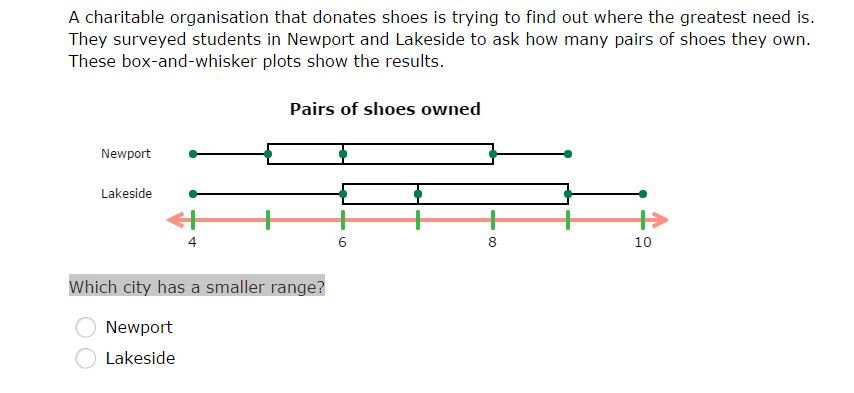 A charitable organisation that donates shoes is trying to find out where the greatest need is.
They surveyed students in Newport and Lakeside to ask how many pairs of shoes they own.
These box-and-whisker plots show the results.
Pairs of shoes owned
Newport
Lakeside
4 6 8 10
Which city has a smaller range?
Newport
Lakeside